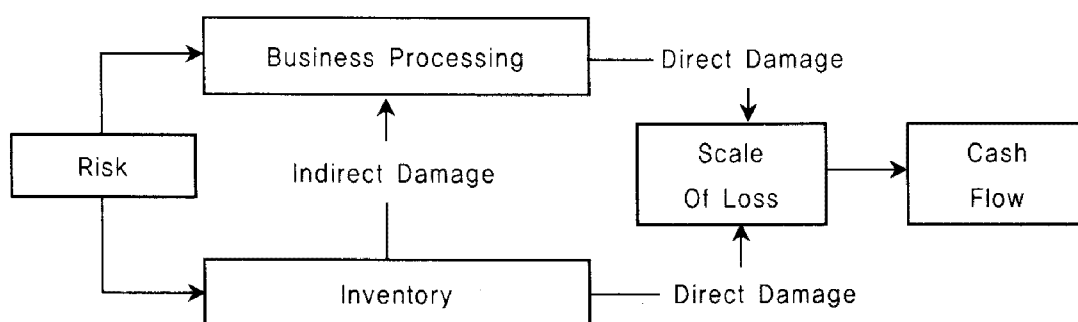 Business Processing
Direct Damage
Risk
Indirect Damage
Scale
Of Loss
Cash
Flow
Inventory
Direct Damage